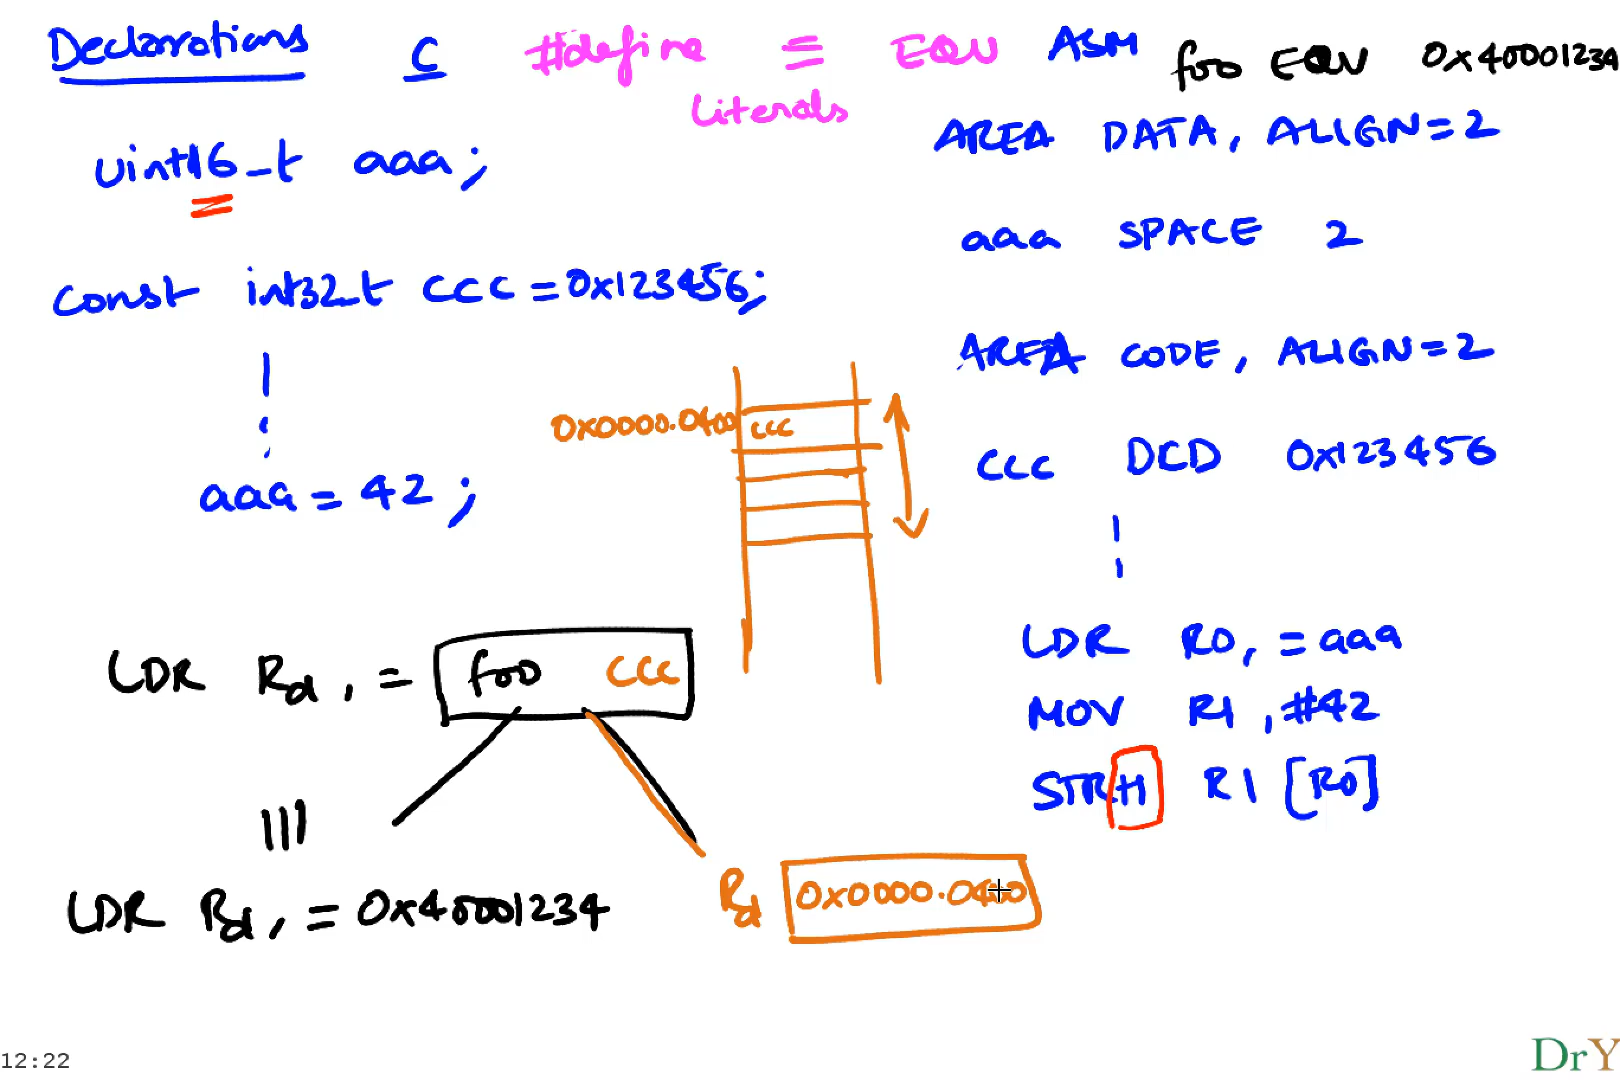 Declarations C #define = EQU ASM foo EQU 0x40001234
Literals
uint16_t aaa;
AREA DATA, ALIGN=2
aaa SPACE 2
const int32_t CCC = 0x123456;
AREA CODE, ALIGN=2
0x0000.0400 CCC
CCC DCD 0x123456
aaa = 42;
LDR Rd, = foo CCC
LDR R0, = aaa
MOV R1, #42
STRH R1 [R0]
LDR Rd, = 0x40001234
Rd 0x0000.0400
12:22
DrY